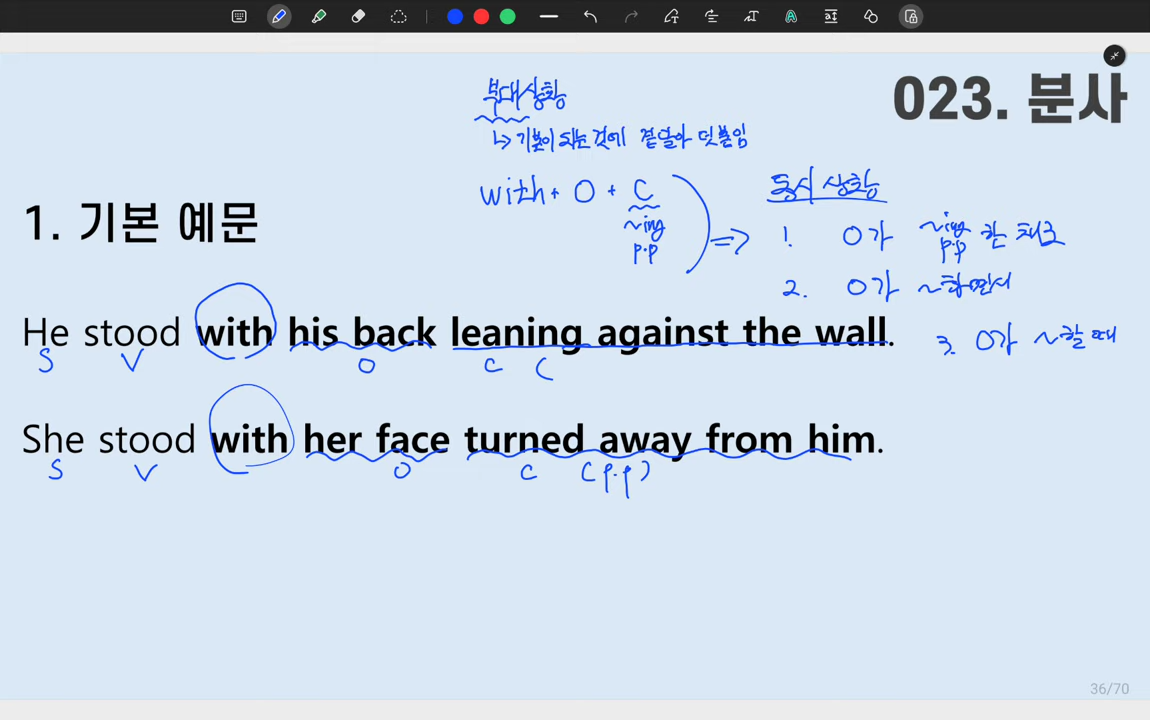 부대상황
023. 분사
↳ 기본이 되는 것에 곁달아 덧붙임
with + O + C
~ing
p.p
⇒
동시 상황
1. O가 ~ing p.p 한 채로
2. O가 ~하면서
3. O가 ~할 때
1. 기본 예문
He stood with his back leaning against the wall.
S V O C (
She stood with her face turned away from him.
S V O C (p.p)
36/70